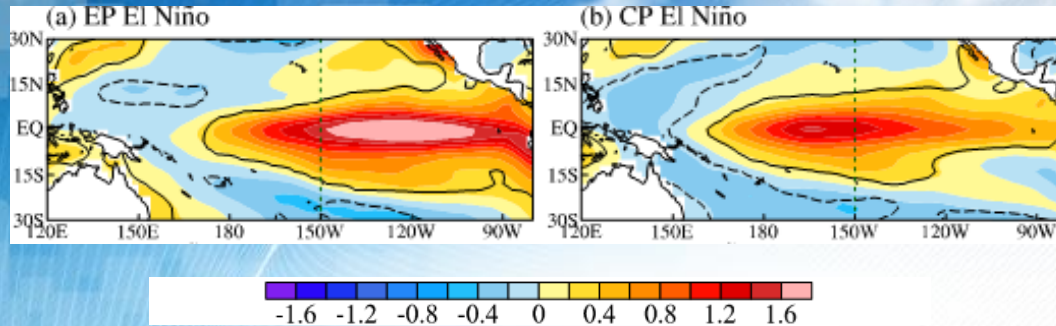 (a) EP El Niño (b) CP El Niño
30N 30N
15N 15N
EQ EQ
15S 15S
30S 30S
120E 150E 180 150W 120W 90W 120E 150E 180 150W 120W 90W
-1.6 -1.2 -0.8 -0.4 0 0.4 0.8 1.2 1.6